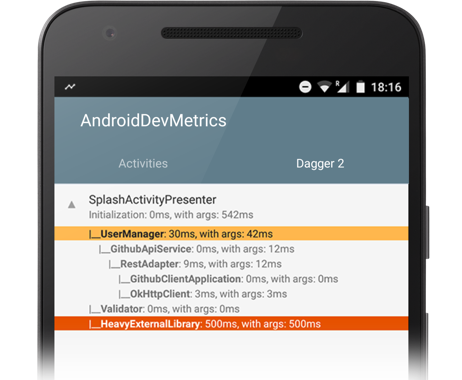 R 18:16
AndroidDevMetrics
Activities Dagger 2
SplashActivityPresenter
Initialization: 0ms, with args: 542ms
|__UserManager: 30ms, with args: 42ms
|__GithubApiService: 0ms, with args: 12ms
|__RestAdapter: 9ms, with args: 12ms
|__GithubClientApplication: 0ms, with args: 0ms
|__OkHttpClient: 3ms, with args: 3ms
|__Validator: 0ms, with args: 0ms
|__HeavyExternalLibrary: 500ms, with args: 500ms